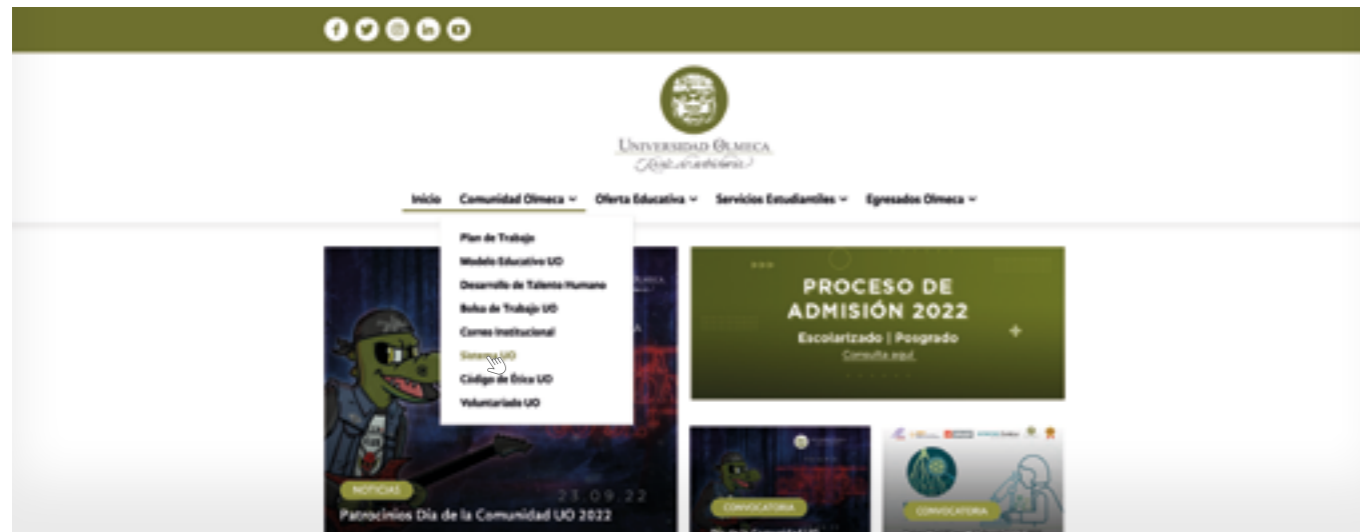 UNIVERSIDAD OLMECA
Inicio Comunidad Olmeca Oferta Educativa Servicios Estudiantiles Egresados Olmeca
Plan de Trabajo
Modelo Educativo UO
Desarrollo de Talento Humano
Bolsa de Trabajo UO
Correo Institucional
Sistema UO
Código de Ética UO
Voluntariado UO
NOTICIAS
23.09.22
Patrocinios Día de la Comunidad UO 2022
PROCESO DE
ADMISIÓN 2022
Escolarizado | Posgrado
Consulta aquí
CONVOCATORIA
CONVOCATORIA